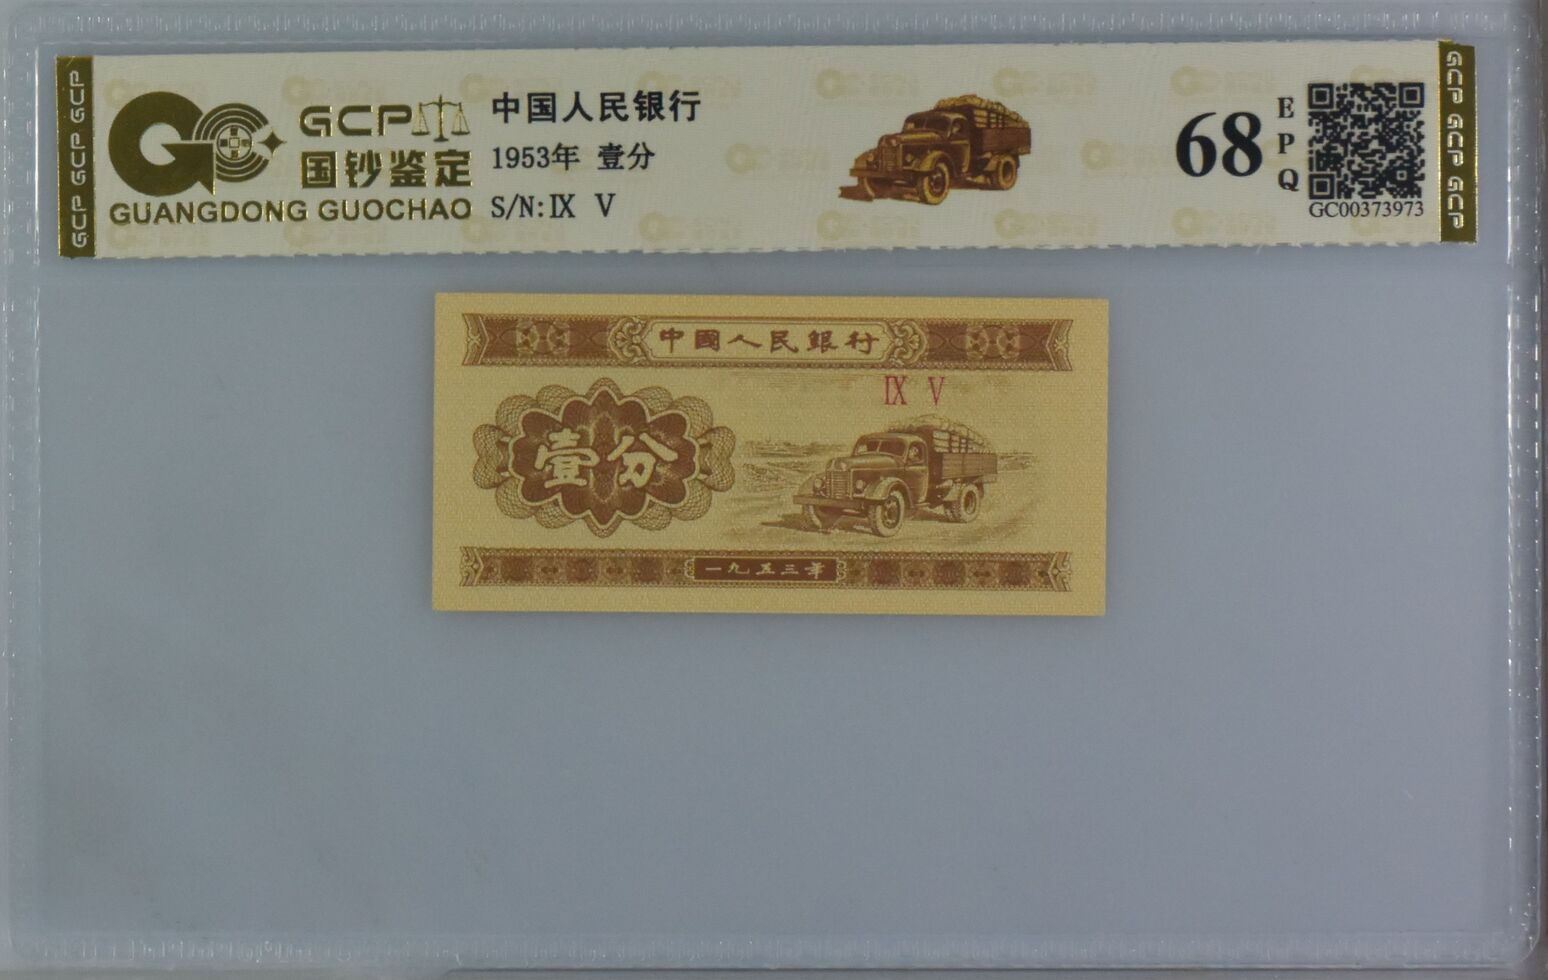 GCP GCP GCP
GCP
国钞鉴定
GUANGDONG GUOCHAO
中国人民银行
1953年 壹分
S/N: IX V
68
EPQ
GC00373973
GCP GCP GCP
中國人民銀行
IX V
壹分
一九五三年